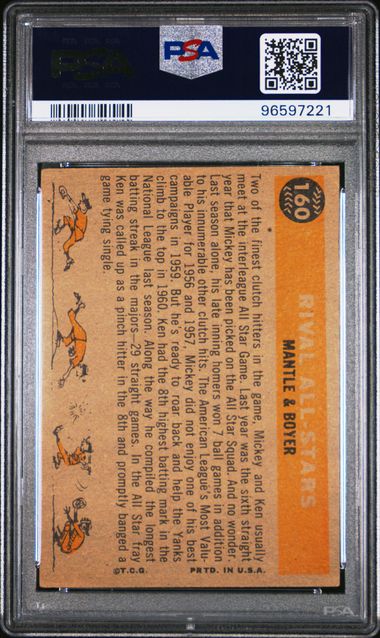 PSA
PSA
96597221
160
RIVAL ALL-STARS
MANTLE & BOYER
Two of the finest clutch hitters in the game, Mickey and Ken usually
meet at the interleague All Star Game. Last year was the sixth straight
year that Mickey has been picked on the All Star Squad. And no wonder.
Last season alone, his late inning homers won 7 ball games in addition
to his innumerable other clutch hits. The American League's Most Valu-
able Player for 1956 and 1957, Mickey did not enjoy one of his best
campaigns in 1959. But he's ready to roar back and help the Yanks
climb to the top in 1960. Ken had the 8th highest batting mark in the
National League last season. Along the way he compiled the longest
batting streak in the majors—29 straight games. In the All Star fray
Ken was called up as a pinch hitter in the 8th and promptly banged a
game tying single.
©T.C.G. PRTD. IN U.S.A.